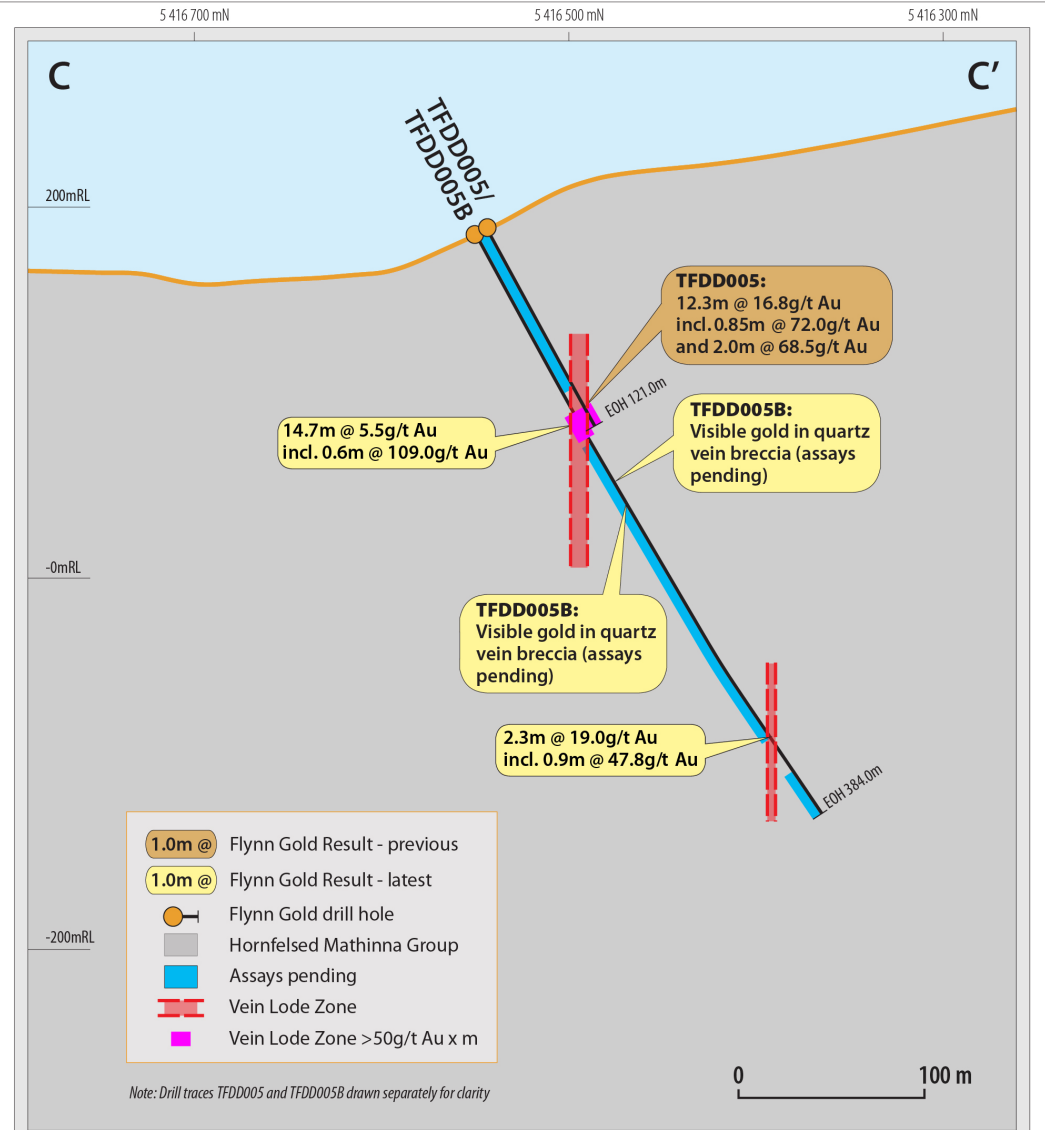 5 416 700 mN
5 416 500 mN
5 416 300 mN
C
C’
TFDD005/
TFDD005B
200mRL
TFDD005:
12.3m @ 16.8g/t Au
incl. 0.85m @ 72.0g/t Au
and 2.0m @ 68.5g/t Au
EOH 121.0m
TFDD005B:
Visible gold in quartz
vein breccia (assays
pending)
14.7m @ 5.5g/t Au
incl. 0.6m @ 109.0g/t Au
-0mRL
TFDD005B:
Visible gold in quartz
vein breccia (assays
pending)
2.3m @ 19.0g/t Au
incl. 0.9m @ 47.8g/t Au
EOH 384.0m
1.0m @ Flynn Gold Result - previous
1.0m @ Flynn Gold Result - latest
Flynn Gold drill hole
Hornfelsed Mathinna Group
Assays pending
Vein Lode Zone
Vein Lode Zone >50g/t Au x m
-200mRL
Note: Drill traces TFDD005 and TFDD005B drawn separately for clarity
0 100 m